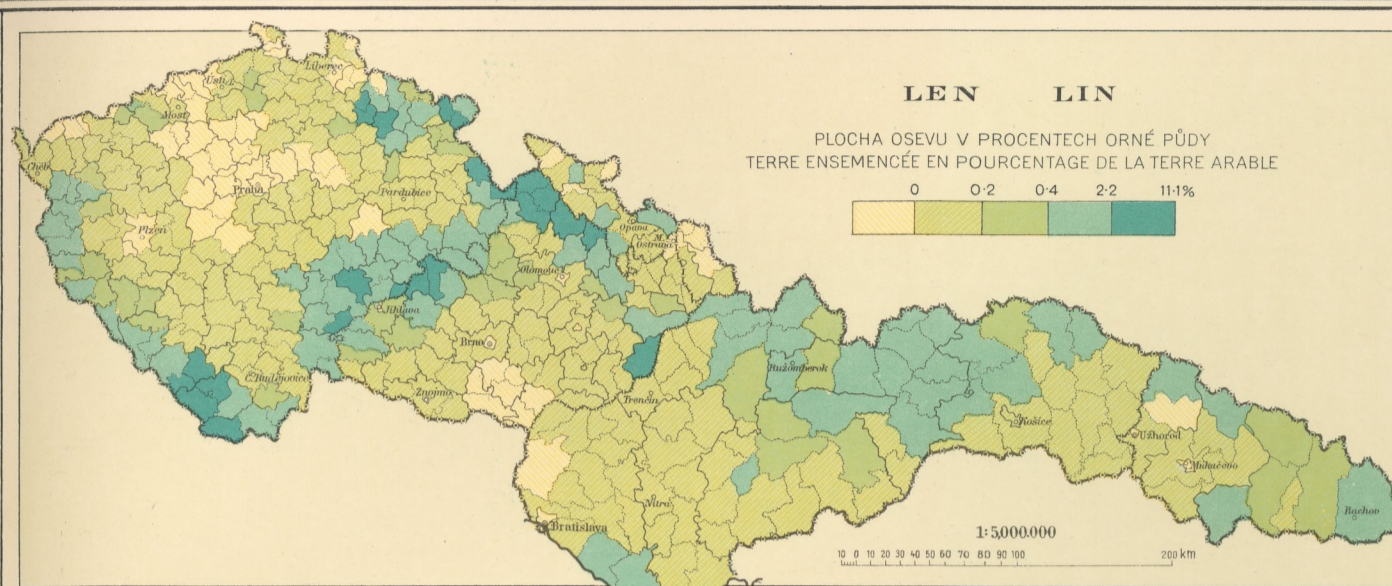 LEN LIN
PLOCHA OSEVU V PROCENTECH ORNÉ PŮDY
TERRE ENSEMENCÉE EN POURCENTAGE DE LA TERRE ARABLE
0 0·2 0·4 2·2 11·1%
Liberec
Ústí
Most
Cheb
Praha
Pardubice
Plzeň
Opava
M. Ostrava
Olomouc
Jihlava
Brno
Č. Budějovice
Znojmo
Ružomberok
Trenčín
Košice
Užhorod
Mukačevo
Nitra
Rachov
Bratislava
1:5,000.000
10 0 10 20 30 40 50 60 70 80 90 100 200 km